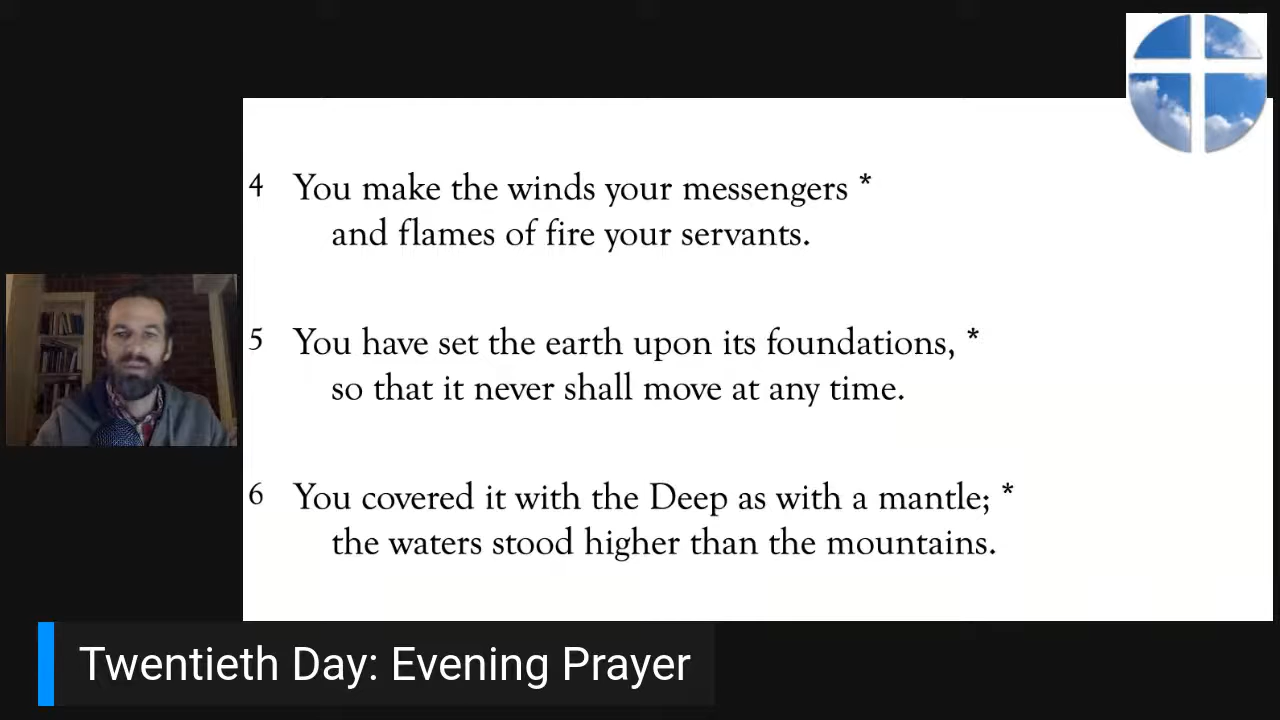 4 You make the winds your messengers *
and flames of fire your servants.
5 You have set the earth upon its foundations, *
so that it never shall move at any time.
6 You covered it with the Deep as with a mantle; *
the waters stood higher than the mountains.
Twentieth Day: Evening Prayer